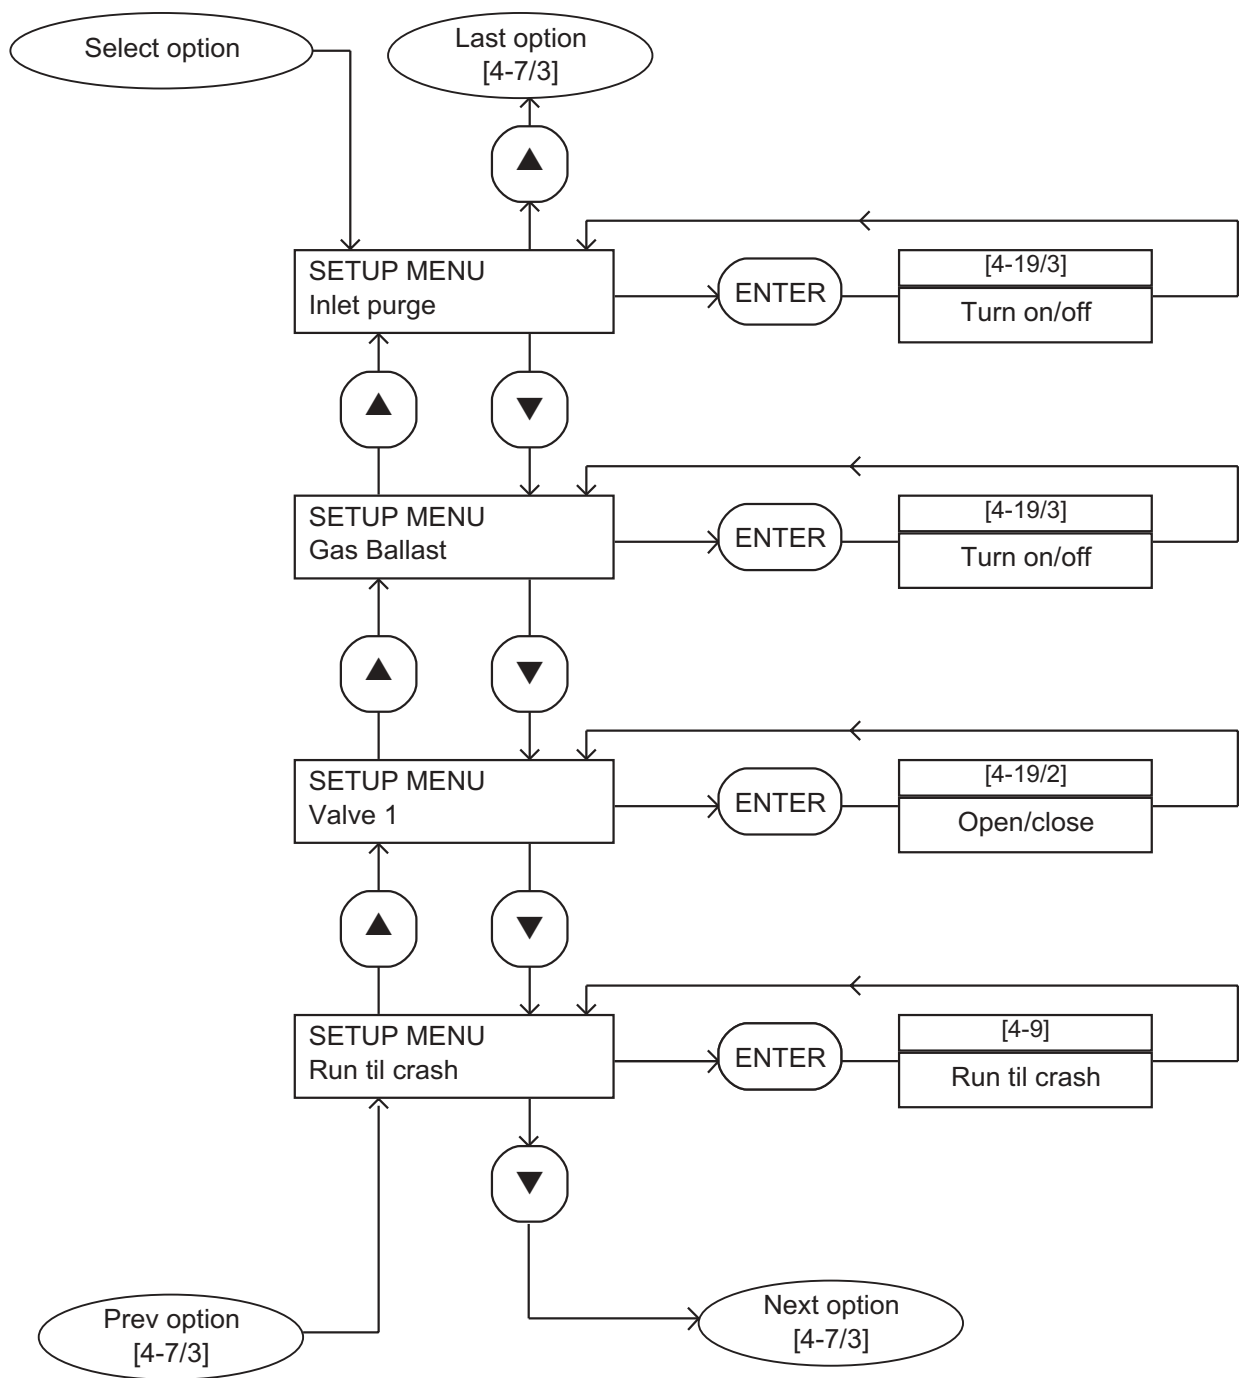 Select option
Last option
[4-7/3]
▲
SETUP MENU
Inlet purge
ENTER
[4-19/3]
Turn on/off
▲
▼
SETUP MENU
Gas Ballast
ENTER
[4-19/3]
Turn on/off
▲
▼
SETUP MENU
Valve 1
ENTER
[4-19/2]
Open/close
▲
▼
SETUP MENU
Run til crash
ENTER
[4-9]
Run til crash
▼
Prev option
[4-7/3]
Next option
[4-7/3]